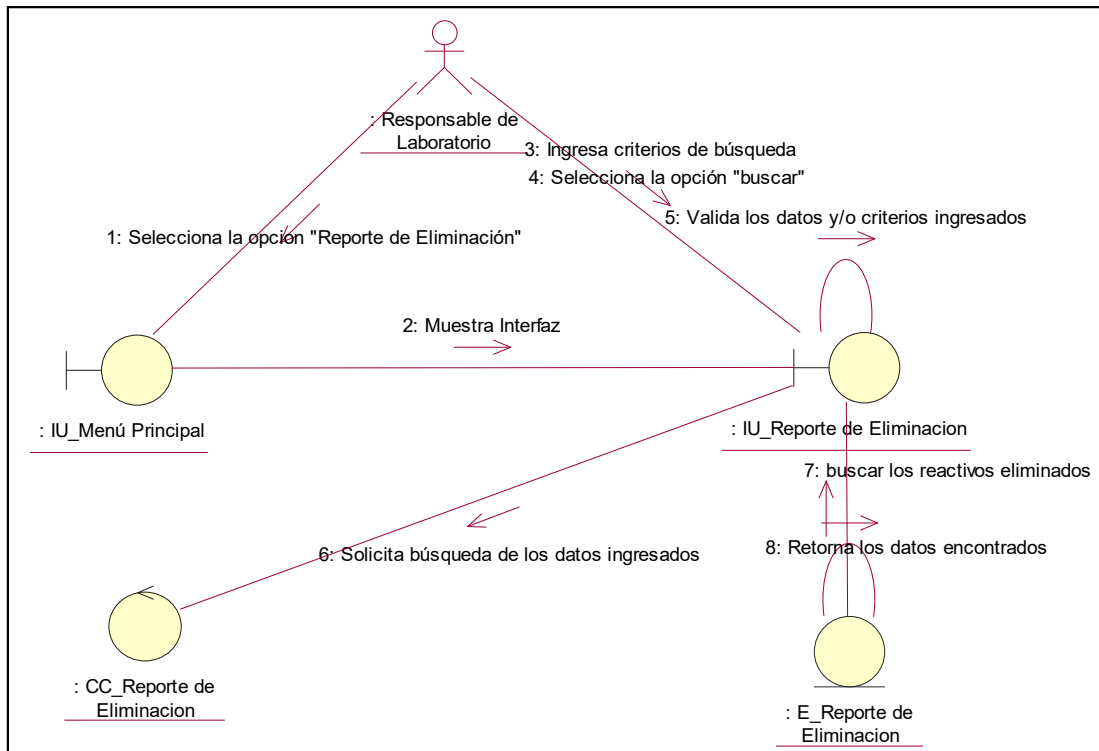 : Responsable de
Laboratorio
3: Ingresa criterios de búsqueda
4: Selecciona la opción "buscar"
5: Valida los datos y/o criterios ingresados
1: Selecciona la opción "Reporte de Eliminación"
2: Muestra Interfaz
: IU_Menú Principal
: IU_Reporte de Eliminacion
7: buscar los reactivos eliminados
6: Solicita búsqueda de los datos ingresados
8: Retorna los datos encontrados
: CC_Reporte de
Eliminacion
: E_Reporte de
Eliminacion